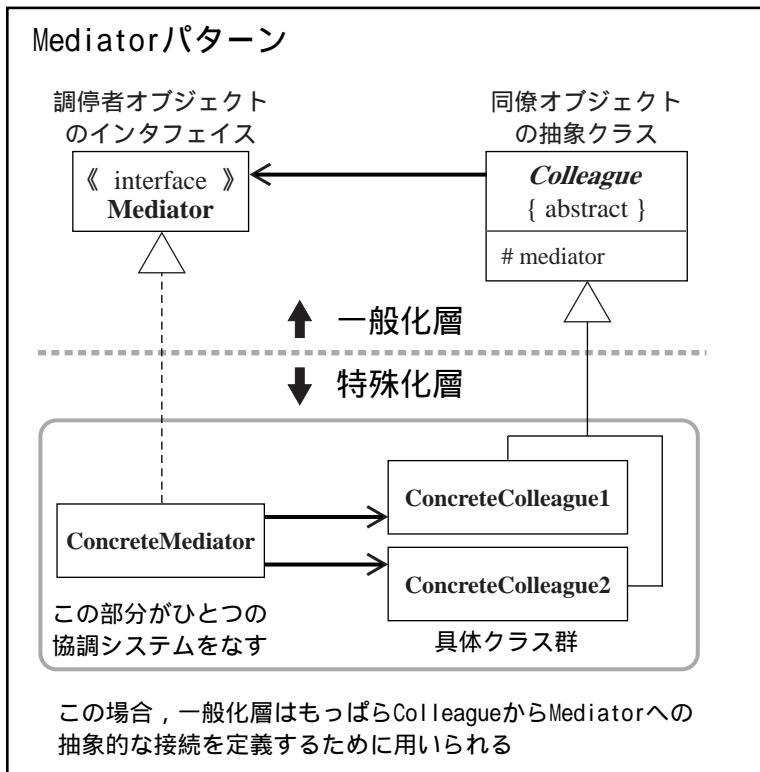 Mediatorパターン
調停者オブジェクト
のインタフェイス
同僚オブジェクト
の抽象クラス
《 interface 》
Mediator
Colleague
{ abstract }
# mediator
一般化層
特殊化層
ConcreteMediator
ConcreteColleague1
ConcreteColleague2
この部分がひとつの
協調システムをなす
具体クラス群
この場合，一般化層はもっぱらColleagueからMediatorへの
抽象的な接続を定義するために用いられる